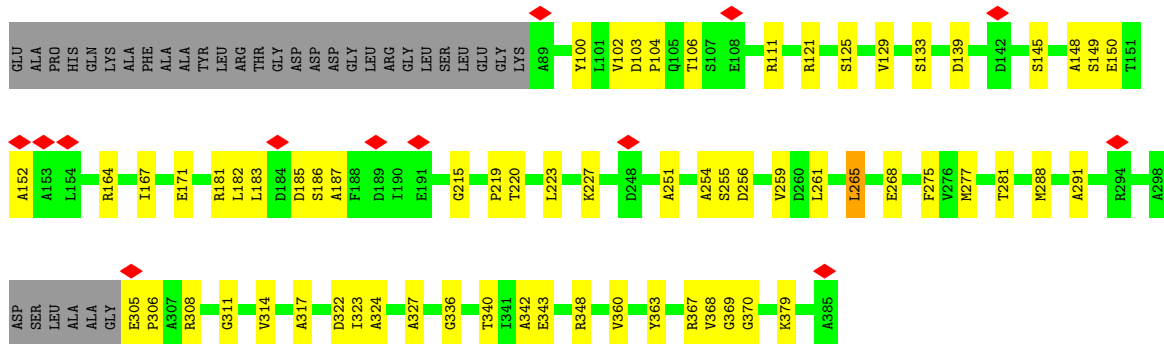 GLU ALA PRO HIS GLN LYS ALA PHE ALA ALA TYR LEU ARG THR GLY ASP ASP ASP GLY LEU ARG GLY LEU SER LEU GLU GLY LYS A89 Y100 L101 V102 D103 P104 Q105 T106 S107 E108 R111 R121 S125 V129 S133 D139 D142 S145 A148 S149 E150 T151
A152 A153 L154 R164 I167 E171 R181 L182 L183 D184 D185 S186 A187 F188 D189 I190 E191 G215 P219 T220 L223 K227 D248 A251 A254 S255 D256 V259 D260 L261 L265 E268 F275 V276 M277 T281 M288 A291 R294 A298
ASP SER LEU ALA ALA GLY E305 P306 A307 R308 G311 V314 A317 D322 I323 A324 A327 G336 T340 I341 A342 E343 R348 V360 Y363 R367 V368 G369 G370 K379 A385